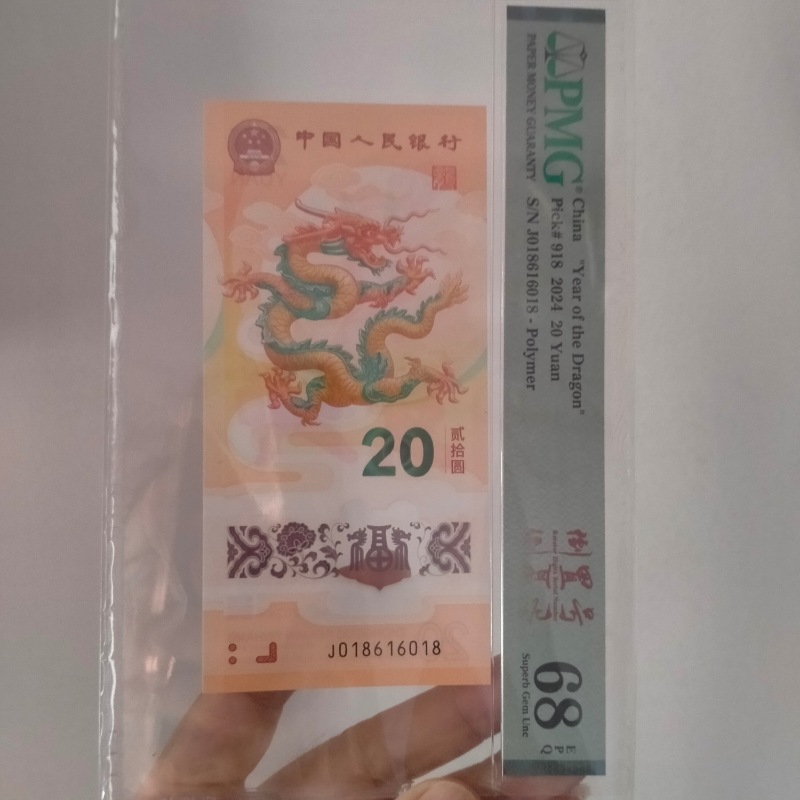 中国人民银行
20
贰拾圆
J018616018
PMG®
PAPER MONEY GUARANTY
China "Year of the Dragon"
Pick# 918 2024 20 Yuan
S/N J018616018 - Polymer
68
EPQ
Superb Gem Unc